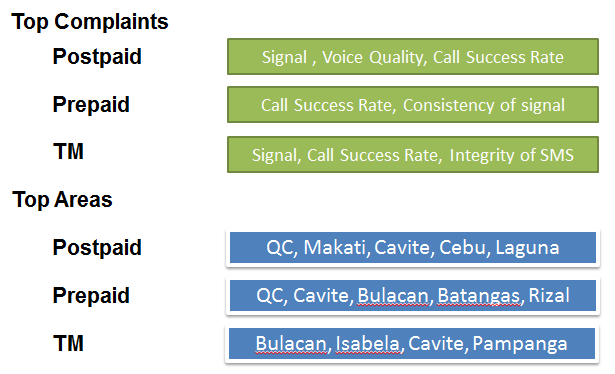 Top Complaints
Postpaid
Signal , Voice Quality, Call Success Rate
Prepaid
Call Success Rate, Consistency of signal
TM
Signal, Call Success Rate, Integrity of SMS
Top Areas
Postpaid
QC, Makati, Cavite, Cebu, Laguna
Prepaid
QC, Cavite, Bulacan, Batangas, Rizal
TM
Bulacan, Isabela, Cavite, Pampanga